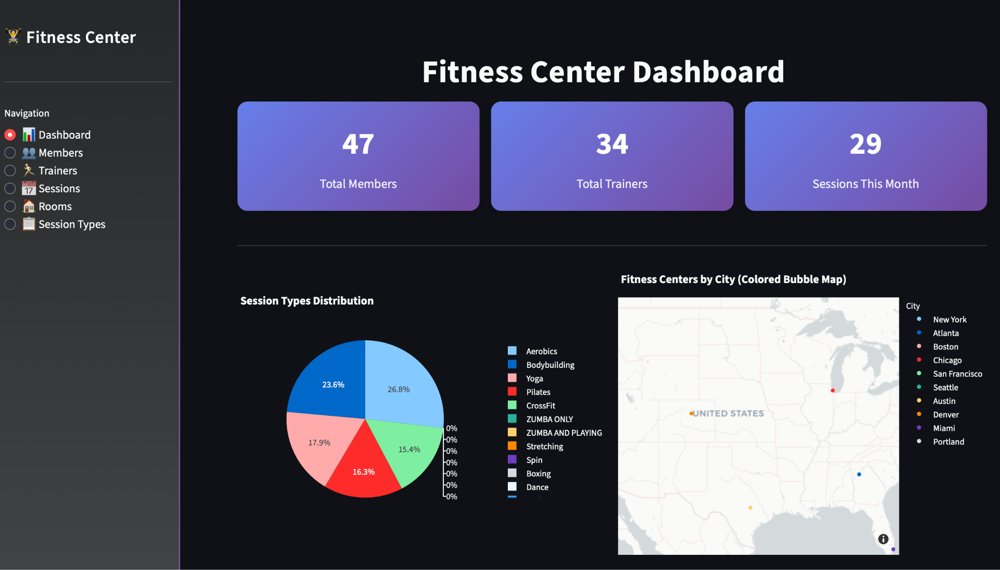 Fitness Center
Navigation
Dashboard
Members
Trainers
JUL
17
Sessions
Rooms
Session Types
Fitness Center Dashboard
47
Total Members
34
Total Trainers
29
Sessions This Month
Session Types Distribution
23.6%
26.8%
17.9%
15.4%
16.3%
0%
0%
0%
0%
0%
0%
0%
Aerobics
Bodybuilding
Yoga
Pilates
CrossFit
ZUMBA ONLY
ZUMBA AND PLAYING
Stretching
Spin
Boxing
Dance
Fitness Centers by City (Colored Bubble Map)
UNITED STATES
City
New York
Atlanta
Boston
Chicago
San Francisco
Seattle
Austin
Denver
Miami
Portland